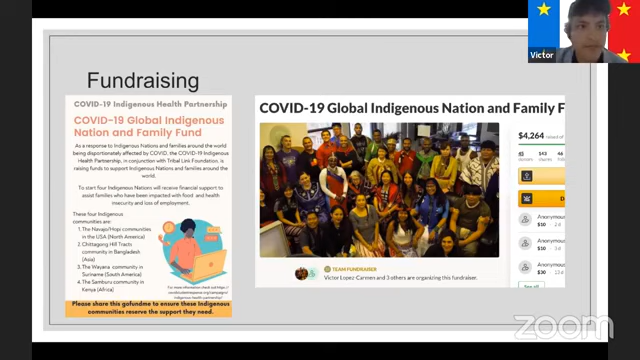 Victor
Fundraising
COVID-19 Indigenous Health Partnership
COVID-19 Global Indigenous
Nation and Family Fund
As a response to Indigenous Nations and families around the world
being disportionately affected by COVID, the COVID-19 Indigenous
Health Partnership, in conjunction with Tribal Link Foundation, is
raising funds to support Indigenous Nations and families around the
world.
To start four Indigenous Nations will receive financial support to
assist families who have been impacted with food and health
insecurity and loss of employment.
These four Indigenous
communities are:
1. The Navajo/Hopi communities
in the USA (North America)
2. Chittagong Hill Tracts
community in Bangladesh
(Asia)
3. The Wayana community in
Suriname (South America)
4. The Samburu community in
Kenya (Africa)
For more information check out:
indigenous-health-partnership/
Please share this gofundme to ensure these Indigenous
communities reserve the support they need.
COVID-19 Global Indigenous Nation and Family F
$4,264 raised of
donors shares
TEAM FUNDRAISER
Victor Lopez-Carmen and 3 others are organizing this fundraiser.
D
Anonymous
$10
Anonymous
$10
Anonymous
$30
See all
zoom